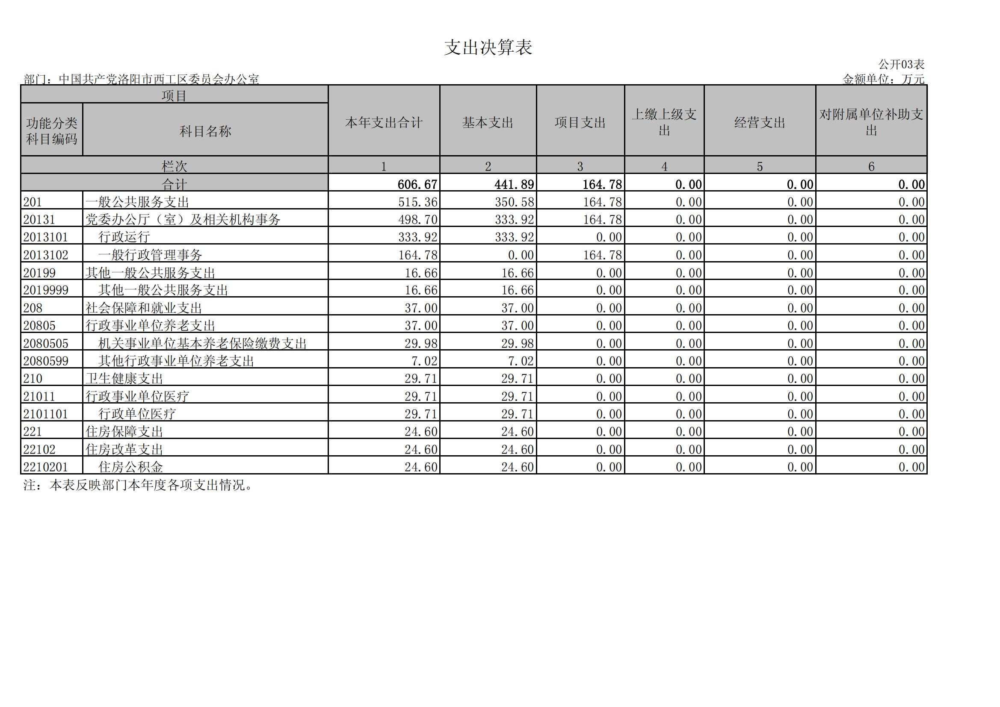 支出决算表
公开03表
部门：中国共产党洛阳市西工区委员会办公室 金额单位：万元
项目 本年支出合计 基本支出 项目支出 上缴上级支出 经营支出 对附属单位补助支出
功能分类科目编码 科目名称
栏次 1 2 3 4 5 6
合计 606.67 441.89 164.78 0.00 0.00 0.00
201 一般公共服务支出 515.36 350.58 164.78 0.00 0.00 0.00
20131 党委办公厅（室）及相关机构事务 498.70 333.92 164.78 0.00 0.00 0.00
2013101 行政运行 333.92 333.92 0.00 0.00 0.00 0.00
2013102 一般行政管理事务 164.78 0.00 164.78 0.00 0.00 0.00
20199 其他一般公共服务支出 16.66 16.66 0.00 0.00 0.00 0.00
2019999 其他一般公共服务支出 16.66 16.66 0.00 0.00 0.00 0.00
208 社会保障和就业支出 37.00 37.00 0.00 0.00 0.00 0.00
20805 行政事业单位养老支出 37.00 37.00 0.00 0.00 0.00 0.00
2080505 机关事业单位基本养老保险缴费支出 29.98 29.98 0.00 0.00 0.00 0.00
2080599 其他行政事业单位养老支出 7.02 7.02 0.00 0.00 0.00 0.00
210 卫生健康支出 29.71 29.71 0.00 0.00 0.00 0.00
21011 行政事业单位医疗 29.71 29.71 0.00 0.00 0.00 0.00
2101101 行政单位医疗 29.71 29.71 0.00 0.00 0.00 0.00
221 住房保障支出 24.60 24.60 0.00 0.00 0.00 0.00
22102 住房改革支出 24.60 24.60 0.00 0.00 0.00 0.00
2210201 住房公积金 24.60 24.60 0.00 0.00 0.00 0.00
注：本表反映部门本年度各项支出情况。